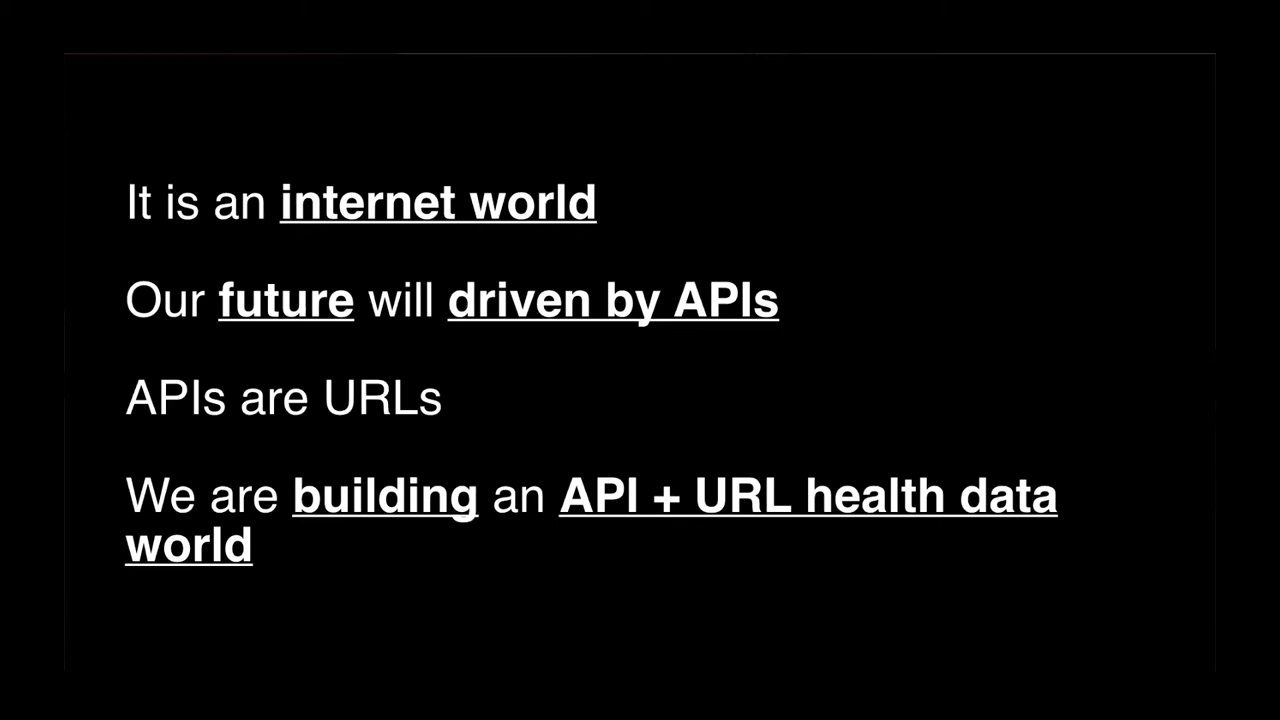 It is an internet world
Our future will driven by APIs
APIs are URLs
We are building an API + URL health data
world